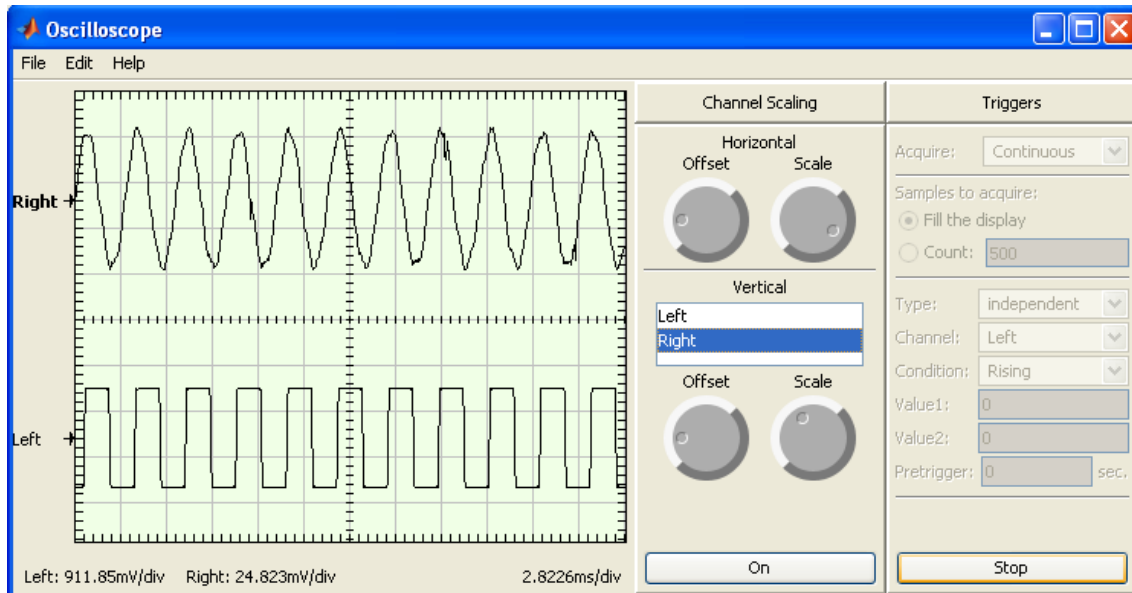 Oscilloscope
File Edit Help
Right
Left
Left: 911.85mV/div Right: 24.823mV/div 2.8226ms/div
Channel Scaling
Horizontal
Offset Scale
Vertical
Left
Right
Offset Scale
On
Triggers
Acquire: Continuous
Samples to acquire:
Fill the display
Count: 500
Type: independent
Channel: Left
Condition: Rising
Value1: 0
Value2: 0
Pretrigger: 0 sec.
Stop